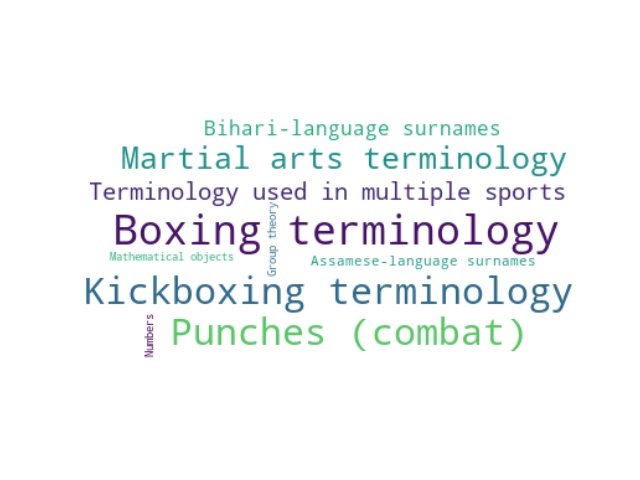 Bihari-language surnames
Martial arts terminology
Terminology used in multiple sports
Boxing terminology
Group theory
Mathematical objects
Assamese-language surnames
Kickboxing terminology
Numbers
Punches (combat)